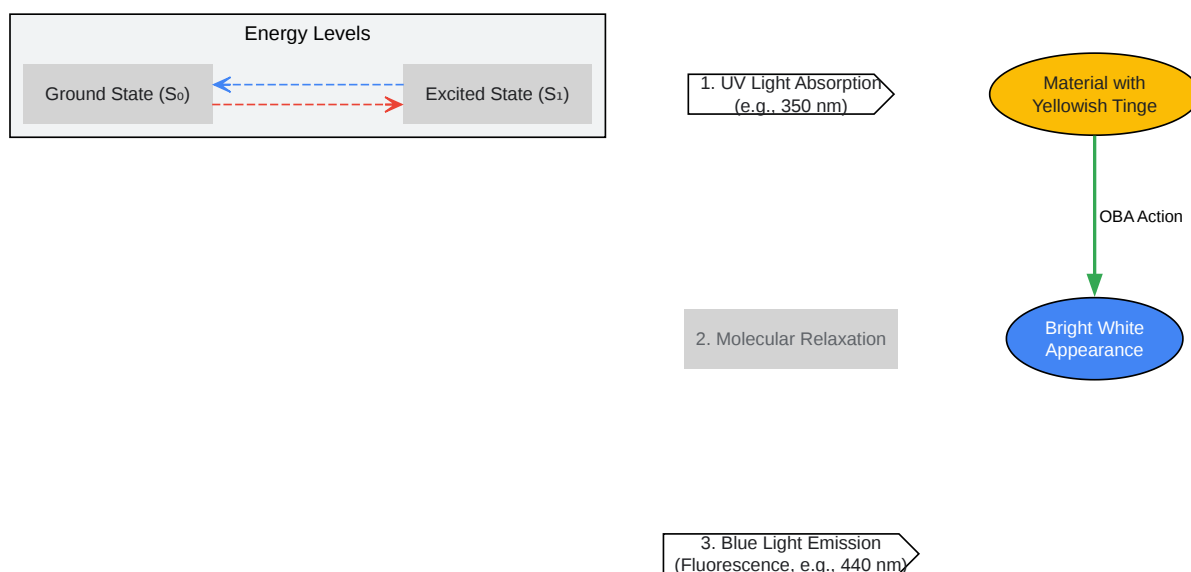 Energy Levels
Ground State (S₀)
Excited State (S₁)
1. UV Light Absorption
(e.g., 350 nm)
Material with
Yellowish Tinge
OBA Action
2. Molecular Relaxation
Bright White
Appearance
3. Blue Light Emission
(Fluorescence, e.g., 440 nm)